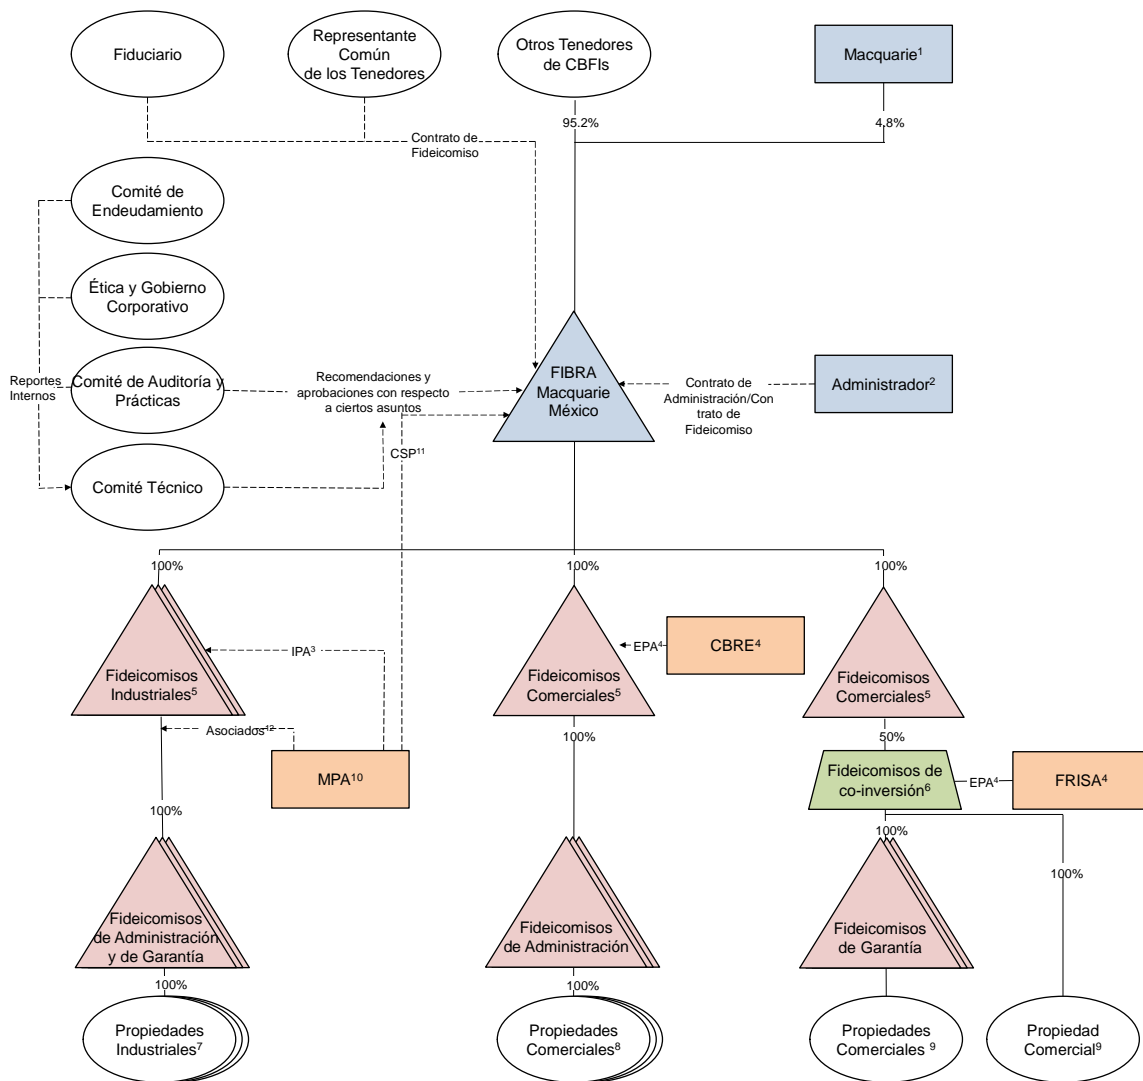 Fiduciario
Representante
Común
de los Tenedores
Otros Tenedores
de CBFIs
Macquarie¹
95.2%
4.8%
Contrato de
Fideicomiso
Comité de
Endeudamiento
Ética y Gobierno
Corporativo
Reportes
Internos
Comité de Auditoría y
Prácticas
Recomendaciones y
aprobaciones con respecto
a ciertos asuntos
FIBRA
Macquarie
México
Contrato de
Administración/Con
trato de
Fideicomiso
Administrador²
CSP¹¹
Comité Técnico
100%
100%
100%
Fideicomisos
Industriales⁵
IPA³
Fideicomisos
Comerciales⁵
EPA⁴
CBRE⁴
Fideicomisos
Comerciales⁵
Asociados¹²
MPA¹⁰
100%
50%
Fideicomisos de
co-inversión⁶
EPA⁴
FRISA⁴
100%
100%
100%
Fideicomisos
de Administración
y de Garantía
Fideicomisos
de Administración
Fideicomisos
de Garantía
100%
100%
Propiedades
Industriales⁷
Propiedades
Comerciales⁸
Propiedades
Comerciales ⁹
Propiedad
Comercial⁹